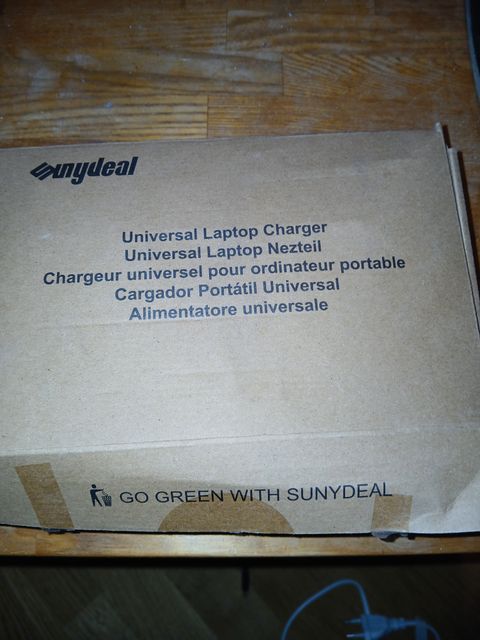 Sunydeal
Universal Laptop Charger
Universal Laptop Nezteil
Chargeur universel pour ordinateur portable
Cargador Portátil Universal
Alimentatore universale
GO GREEN WITH SUNYDEAL